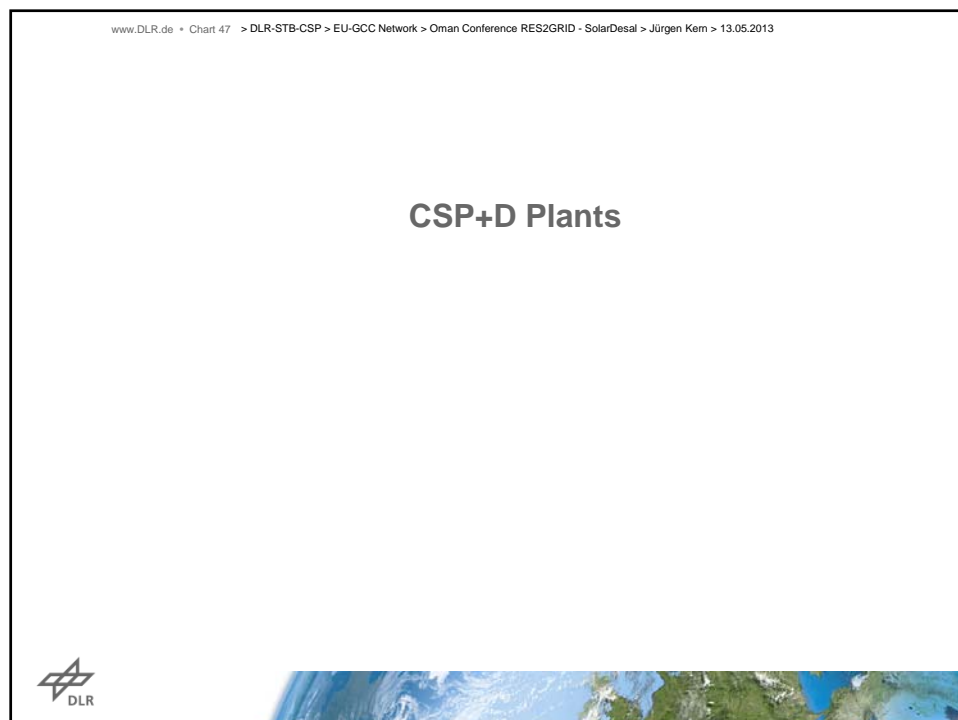 www.DLR.de • Chart 47 > DLR-STB-CSP > EU-GCC Network > Oman Conference RES2GRID - SolarDesal > Jürgen Kern > 13.05.2013
CSP+D Plants
DLR